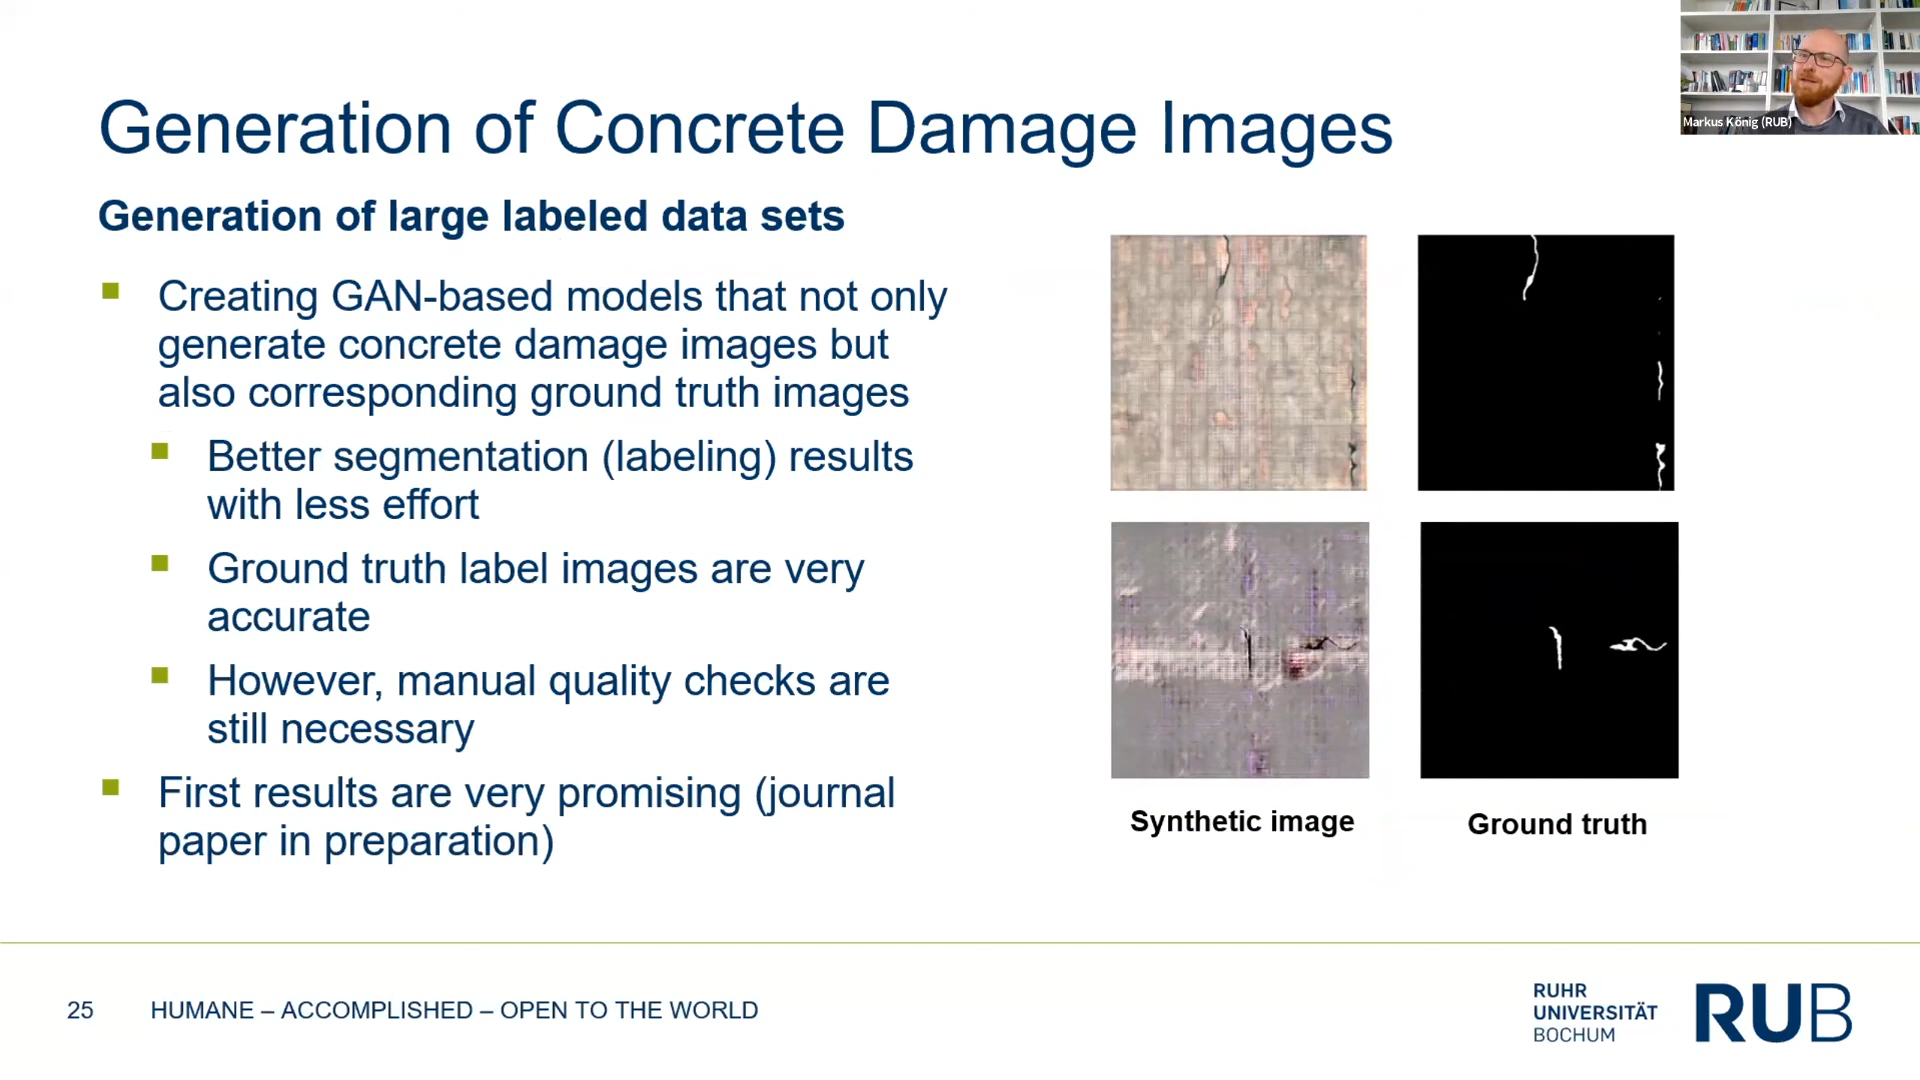 Markus König (RUB)
Generation of Concrete Damage Images
Generation of large labeled data sets
Creating GAN-based models that not only
generate concrete damage images but
also corresponding ground truth images
Better segmentation (labeling) results
with less effort
Ground truth label images are very
accurate
However, manual quality checks are
still necessary
First results are very promising (journal
paper in preparation)
Synthetic image
Ground truth
25
HUMANE – ACCOMPLISHED – OPEN TO THE WORLD
RUHR
UNIVERSITÄT
BOCHUM
RUB